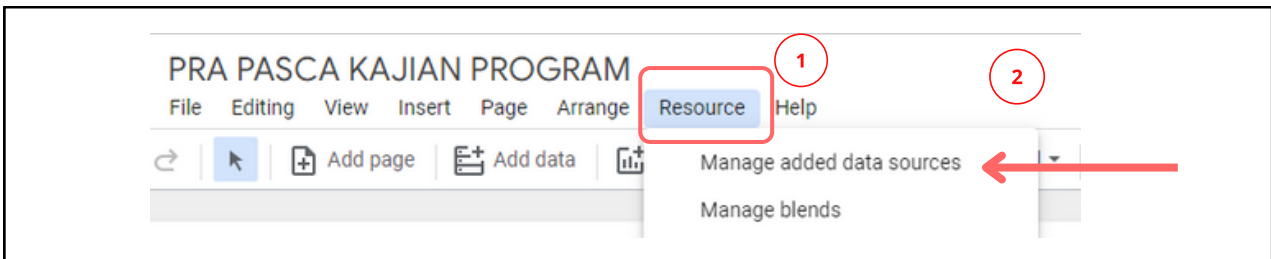 PRA PASCA KAJIAN PROGRAM
1
2
File Editing View Insert Page Arrange Resource Help
Add page Add data
Manage added data sources
Manage blends